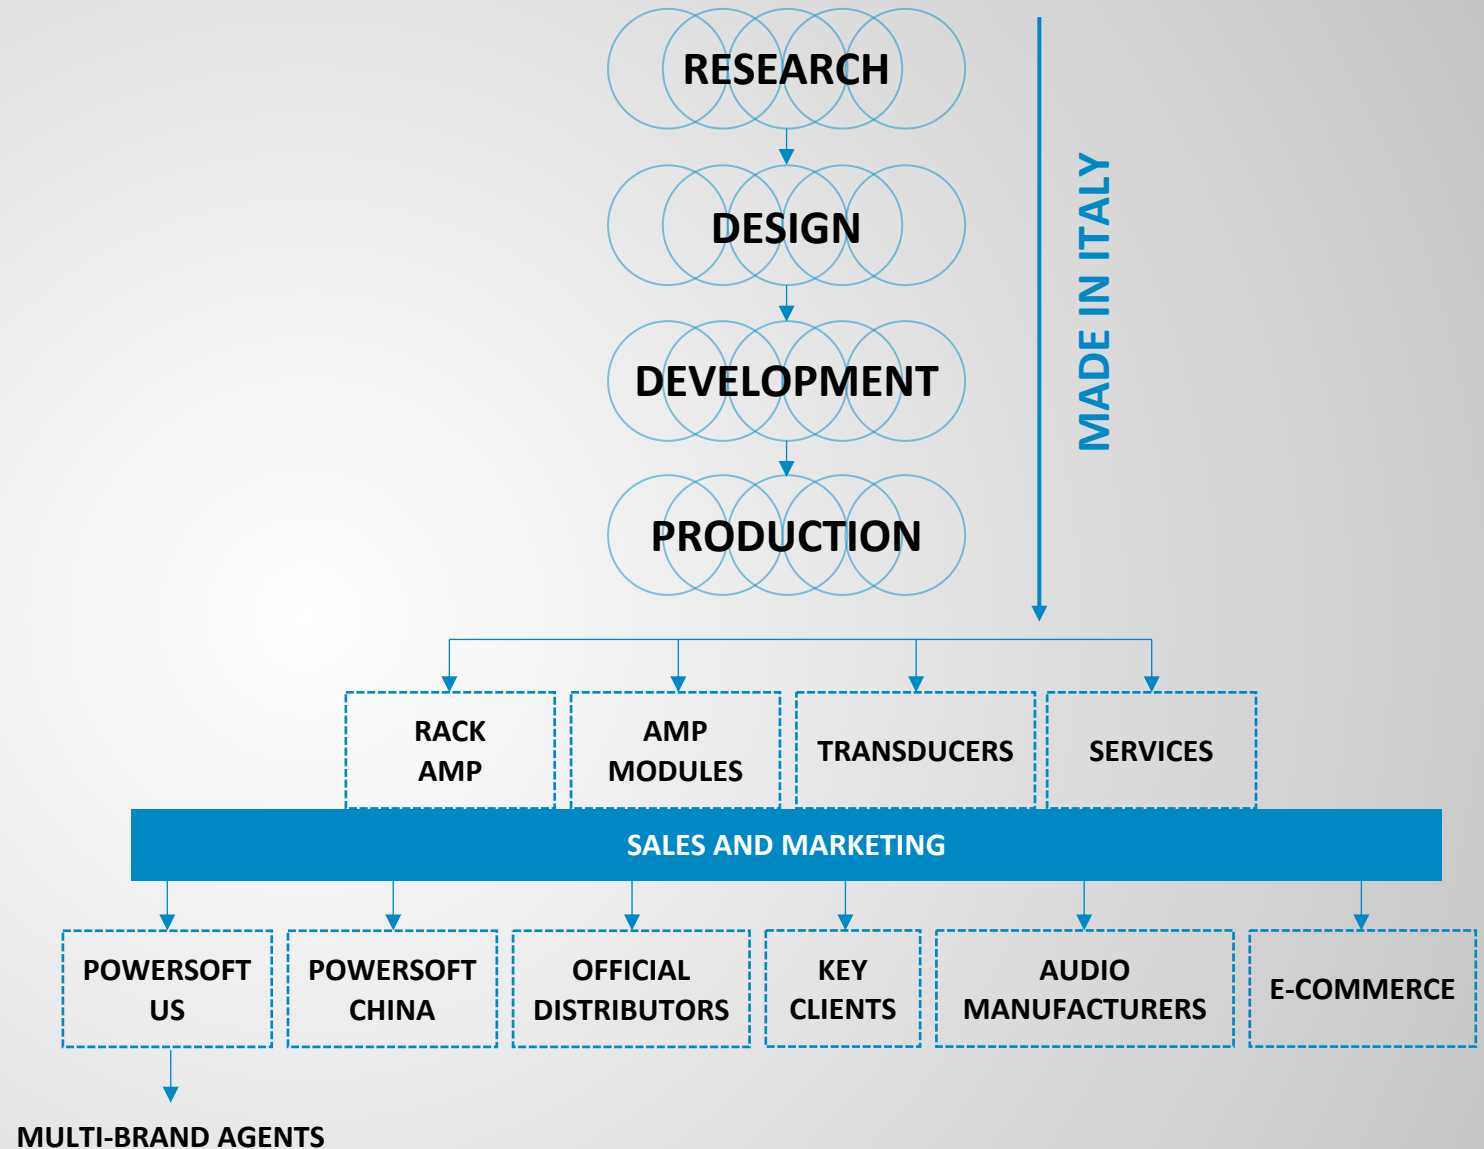 RESEARCH
DESIGN
DEVELOPMENT
PRODUCTION
MADE IN ITALY
RACK
AMP
AMP
MODULES
TRANSDUCERS
SERVICES
SALES AND MARKETING
POWERSOFT
US
POWERSOFT
CHINA
OFFICIAL
DISTRIBUTORS
KEY
CLIENTS
AUDIO
MANUFACTURERS
E-COMMERCE
MULTI-BRAND AGENTS